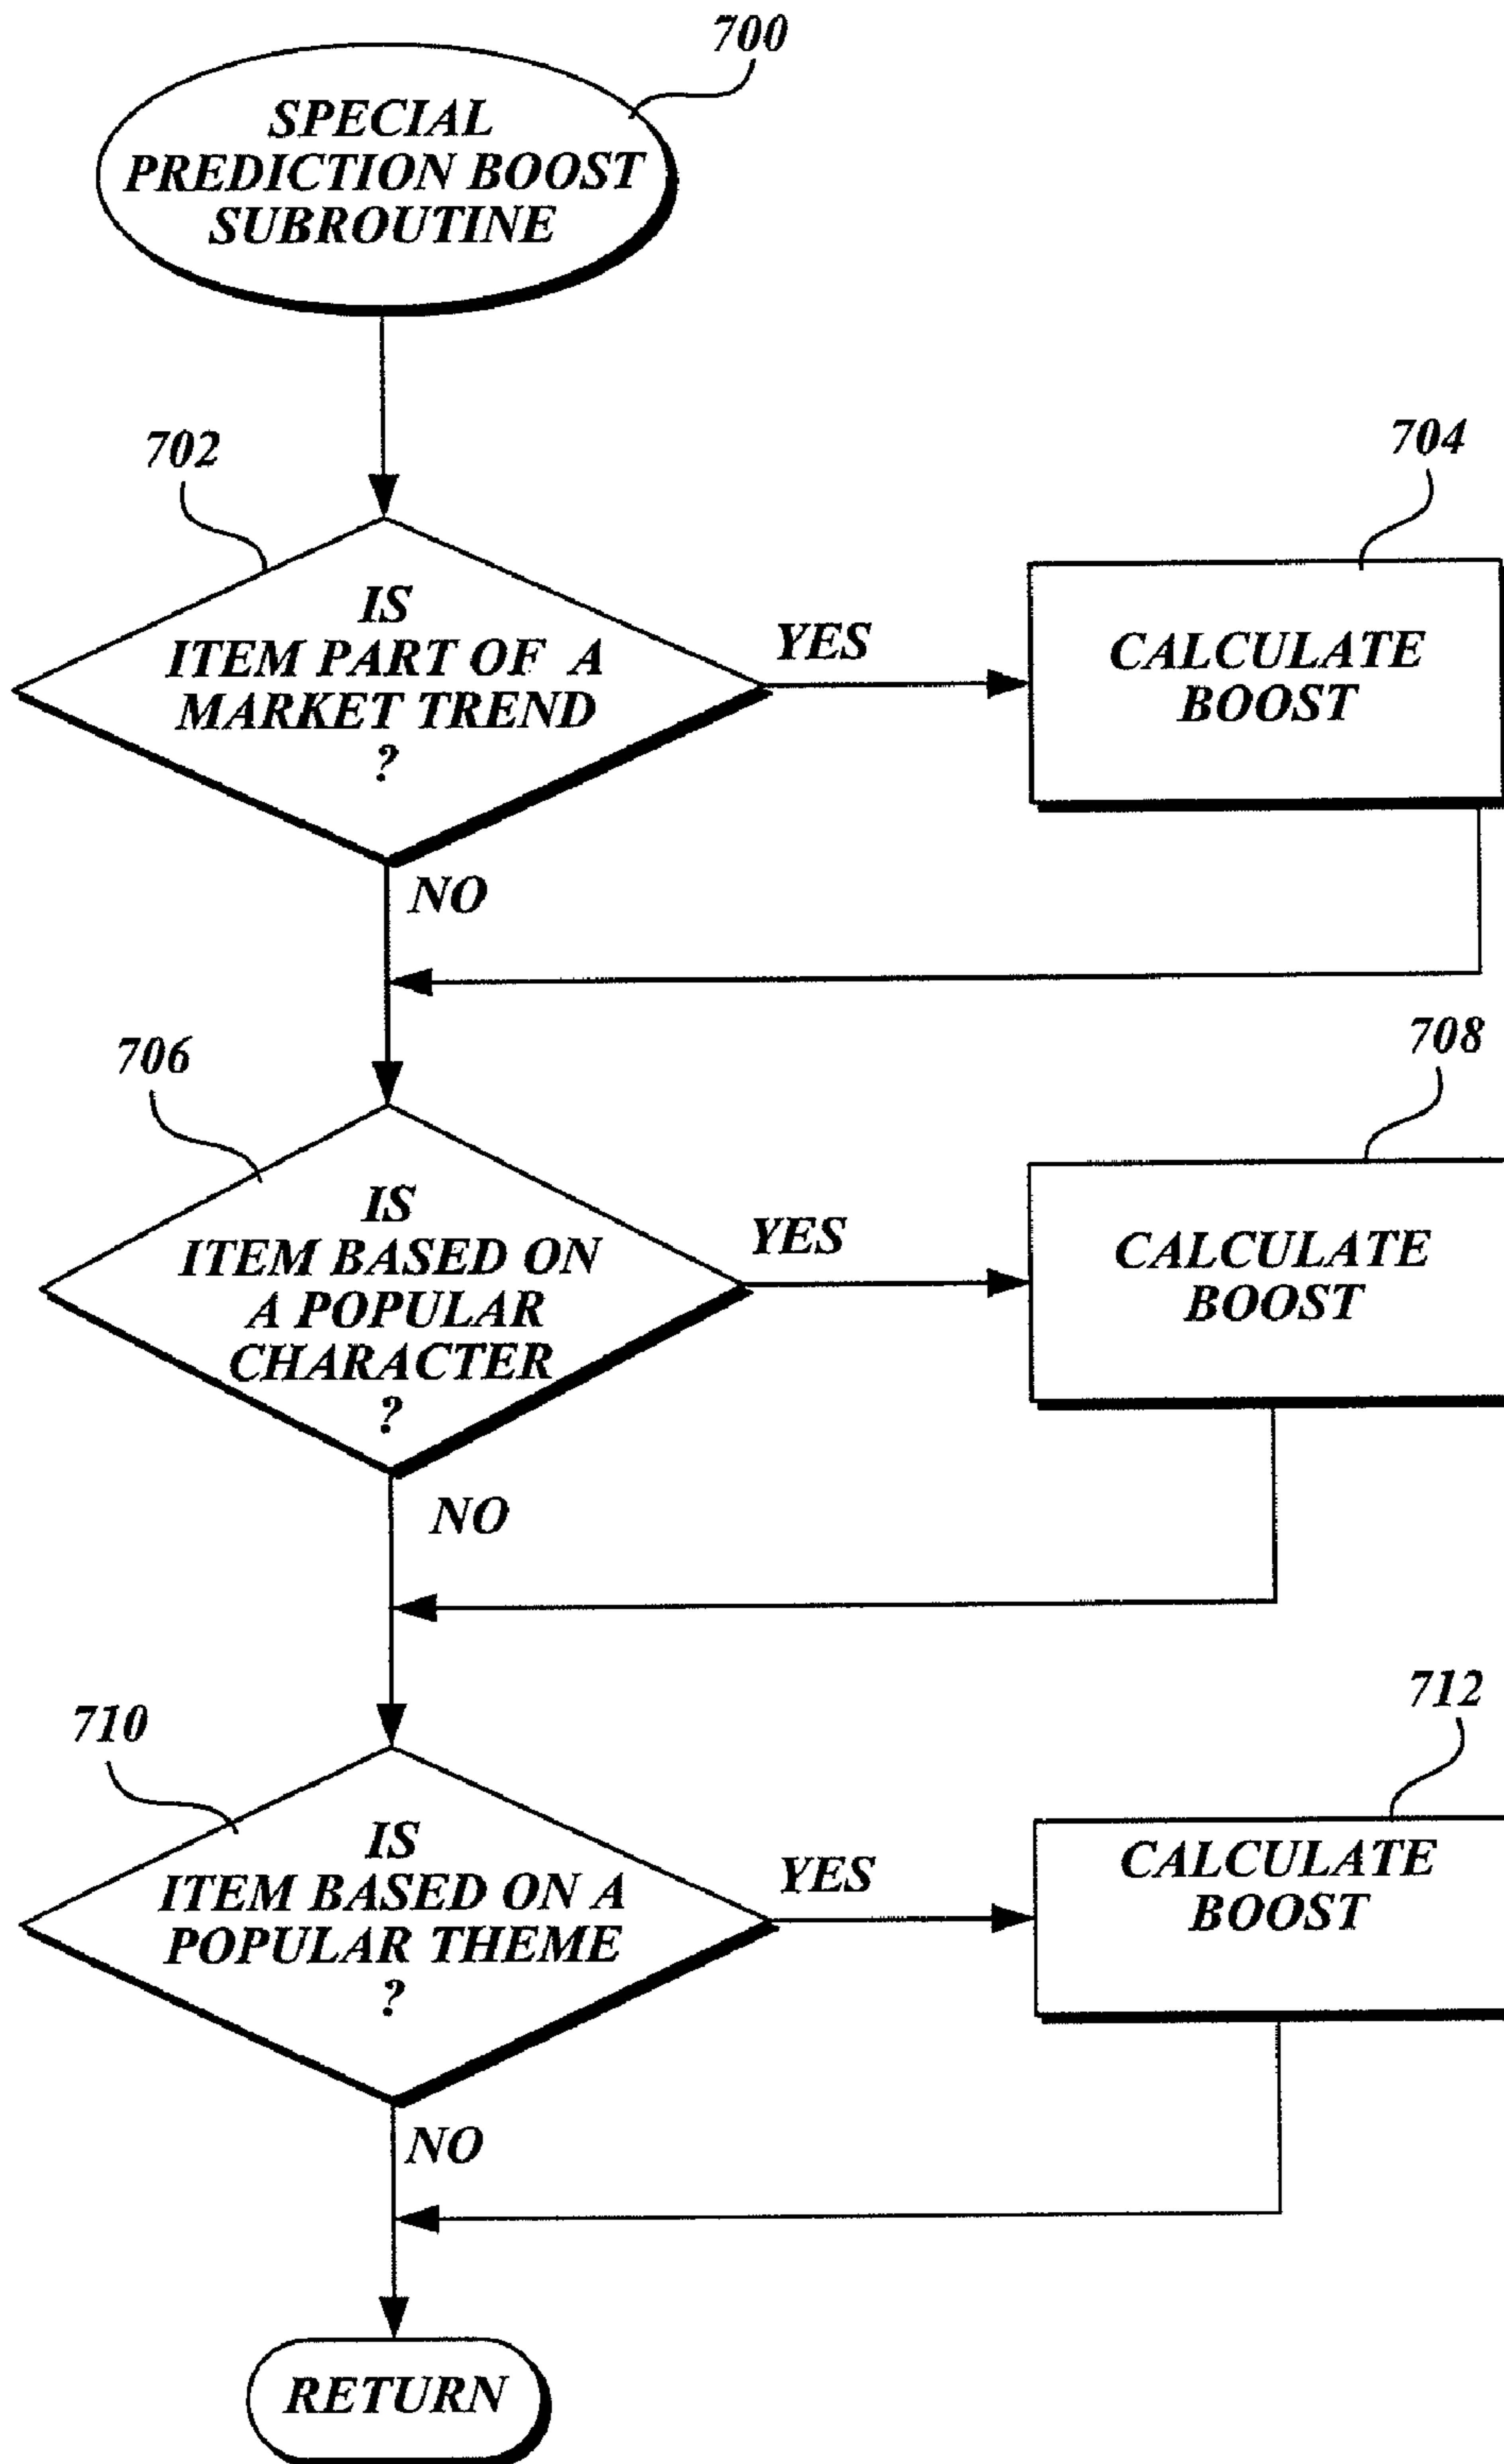 700
SPECIAL
PREDICTION BOOST
SUBROUTINE
702
704
IS
ITEM PART OF A
MARKET TREND
?
YES
CALCULATE
BOOST
NO
706
708
IS
ITEM BASED ON
A POPULAR
CHARACTER
?
YES
CALCULATE
BOOST
NO
710
712
IS
ITEM BASED ON A
POPULAR THEME
?
YES
CALCULATE
BOOST
NO
RETURN